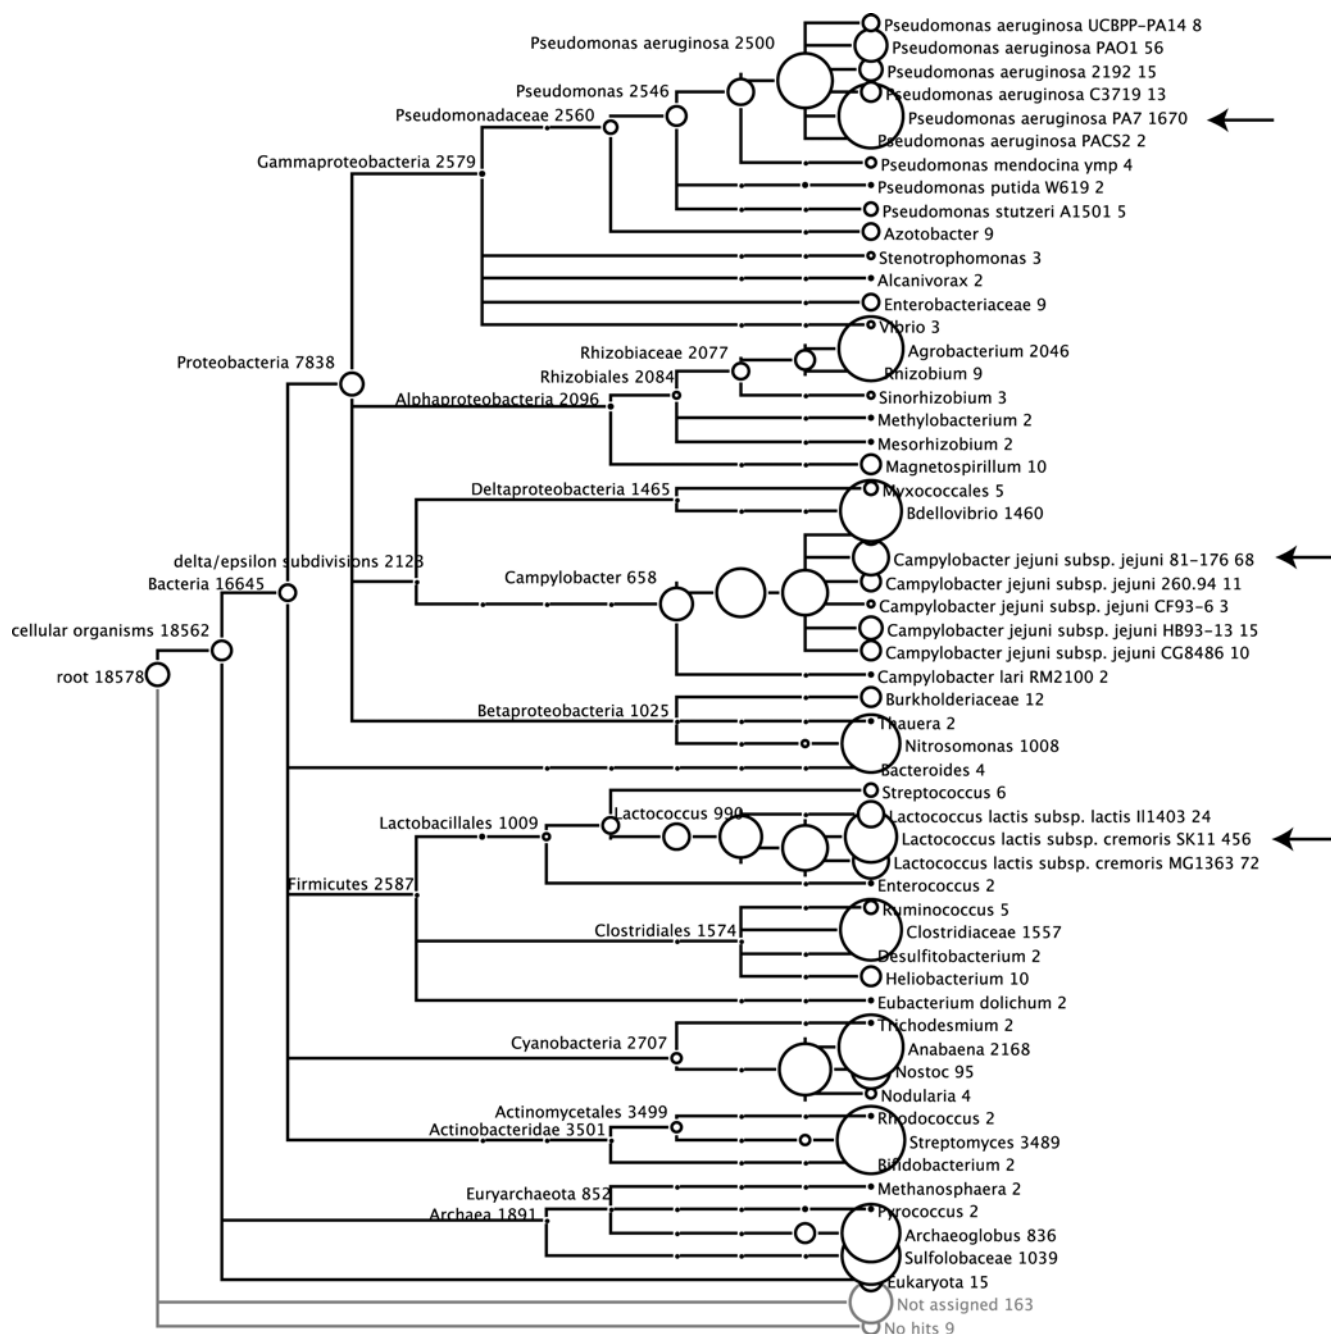 Pseudomonas aeruginosa UCBPP-PA14 8
Pseudomonas aeruginosa 2500
Pseudomonas aeruginosa PAO1 56
Pseudomonas aeruginosa 2192 15
Pseudomonas 2546
Pseudomonas aeruginosa C3719 13
Pseudomonadaceae 2560
Pseudomonas aeruginosa PA7 1670
Pseudomonas aeruginosa PACS2 2
Gammaproteobacteria 2579
Pseudomonas mendocina ymp 4
Pseudomonas putida W619 2
Pseudomonas stutzeri A1501 5
Azotobacter 9
Stenotrophomonas 3
Alcanivorax 2
Enterobacteriaceae 9
Vibrio 3
Rhizobiaceae 2077
Agrobacterium 2046
Proteobacteria 7838
Rhizobiales 2084
Rhizobium 9
Alphaproteobacteria 2096
Sinorhizobium 3
Methylobacterium 2
Mesorhizobium 2
Magnetospirillum 10
Deltaproteobacteria 1465
Myxococcales 5
Bdellovibrio 1460
delta/epsilon subdivisions 2123
Campylobacter jejuni subsp. jejuni 81-176 68
Bacteria 16645
Campylobacter 658
Campylobacter jejuni subsp. jejuni 260.94 11
Campylobacter jejuni subsp. jejuni CF93-6 3
cellular organisms 18562
Campylobacter jejuni subsp. jejuni HB93-13 15
Campylobacter jejuni subsp. jejuni CG8486 10
root 18578
Campylobacter lari RM2100 2
Burkholderiaceae 12
Betaproteobacteria 1025
Thauera 2
Nitrosomonas 1008
Bacteroides 4
Streptococcus 6
Lactococcus 990
Lactococcus lactis subsp. lactis Il1403 24
Lactobacillales 1009
Lactococcus lactis subsp. cremoris SK11 456
Lactococcus lactis subsp. cremoris MG1363 72
Firmicutes 2587
Enterococcus 2
Ruminococcus 5
Clostridiales 1574
Clostridiaceae 1557
Desulfitobacterium 2
Heliobacterium 10
Eubacterium dolichum 2
Trichodesmium 2
Cyanobacteria 2707
Anabaena 2168
Nostoc 95
Nodularia 4
Actinomycetales 3499
Rhodococcus 2
Actinobacteridae 3501
Streptomyces 3489
Bifidobacterium 2
Euryarchaeota 852
Methanosphaera 2
Archaea 1891
Pyrococcus 2
Archaeoglobus 836
Sulfolobaceae 1039
Eukaryota 15
Not assigned 163
No hits 9